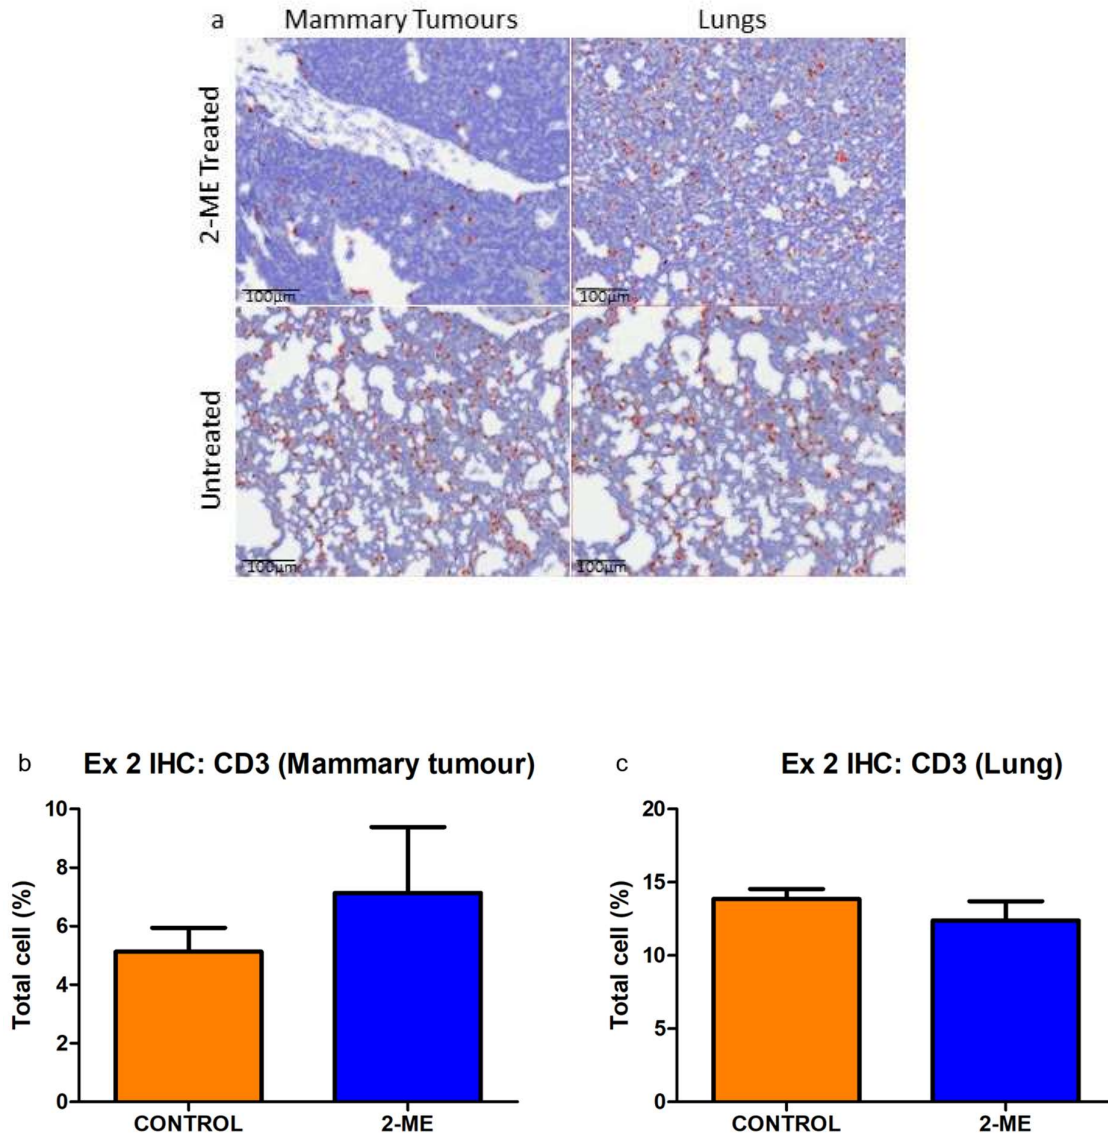 a Mammary Tumours Lungs
2-ME Treated
100µm 100µm
Untreated
100µm 100µm
b Ex 2 IHC: CD3 (Mammary tumour)
Total cell (%)
10
8
6
4
2
0
CONTROL 2-ME
c Ex 2 IHC: CD3 (Lung)
Total cell (%)
20
15
10
5
0
CONTROL 2-ME